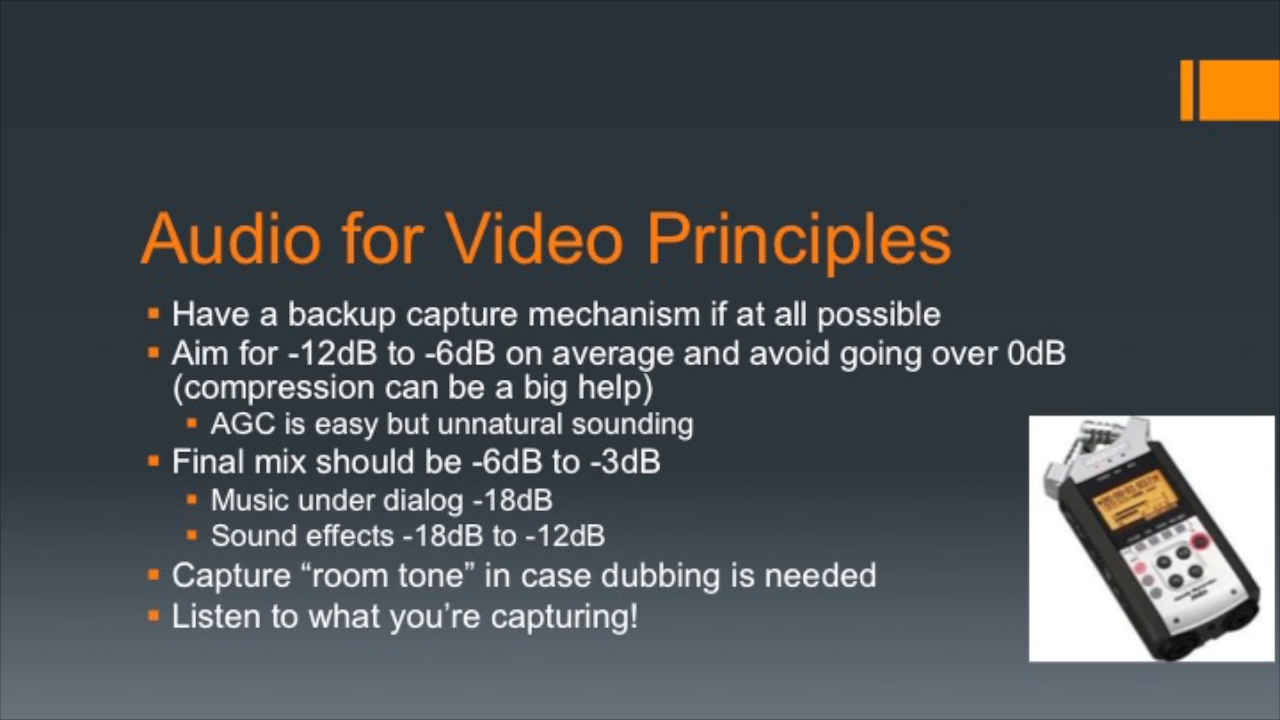 Audio for Video Principles
Have a backup capture mechanism if at all possible
Aim for -12dB to -6dB on average and avoid going over 0dB
(compression can be a big help)
AGC is easy but unnatural sounding
Final mix should be -6dB to -3dB
Music under dialog -18dB
Sound effects -18dB to -12dB
Capture “room tone” in case dubbing is needed
Listen to what you’re capturing!